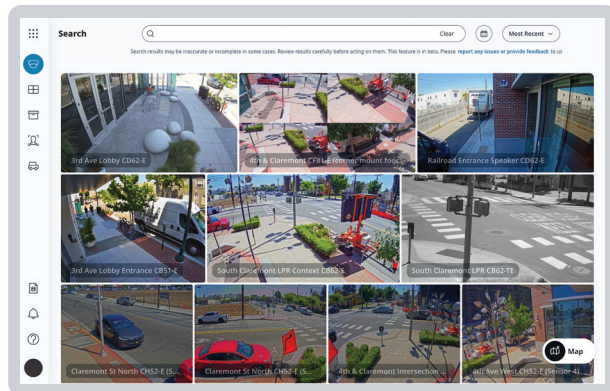 Search
Clear
Most Recent
Search results may be inaccurate or incomplete in some cases. Review results carefully before acting on them. This feature is in beta. Please report any issues or provide feedback to us
3rd Ave Lobby CD62-E
4th & Claremont CF81-E (corner mount four
Railroad Entrance Speaker CD62-E
3rd Ave Lobby Entrance CB51-E
South Claremont LPR Context CB62-E
South Claremont LPR CB62-TE
Claremont St North CH52-E (S...
Claremont St North CH52-E (S...
4th & Claremont Intersection ...
4th Ave West CH52-E (Sensor 4)
Map